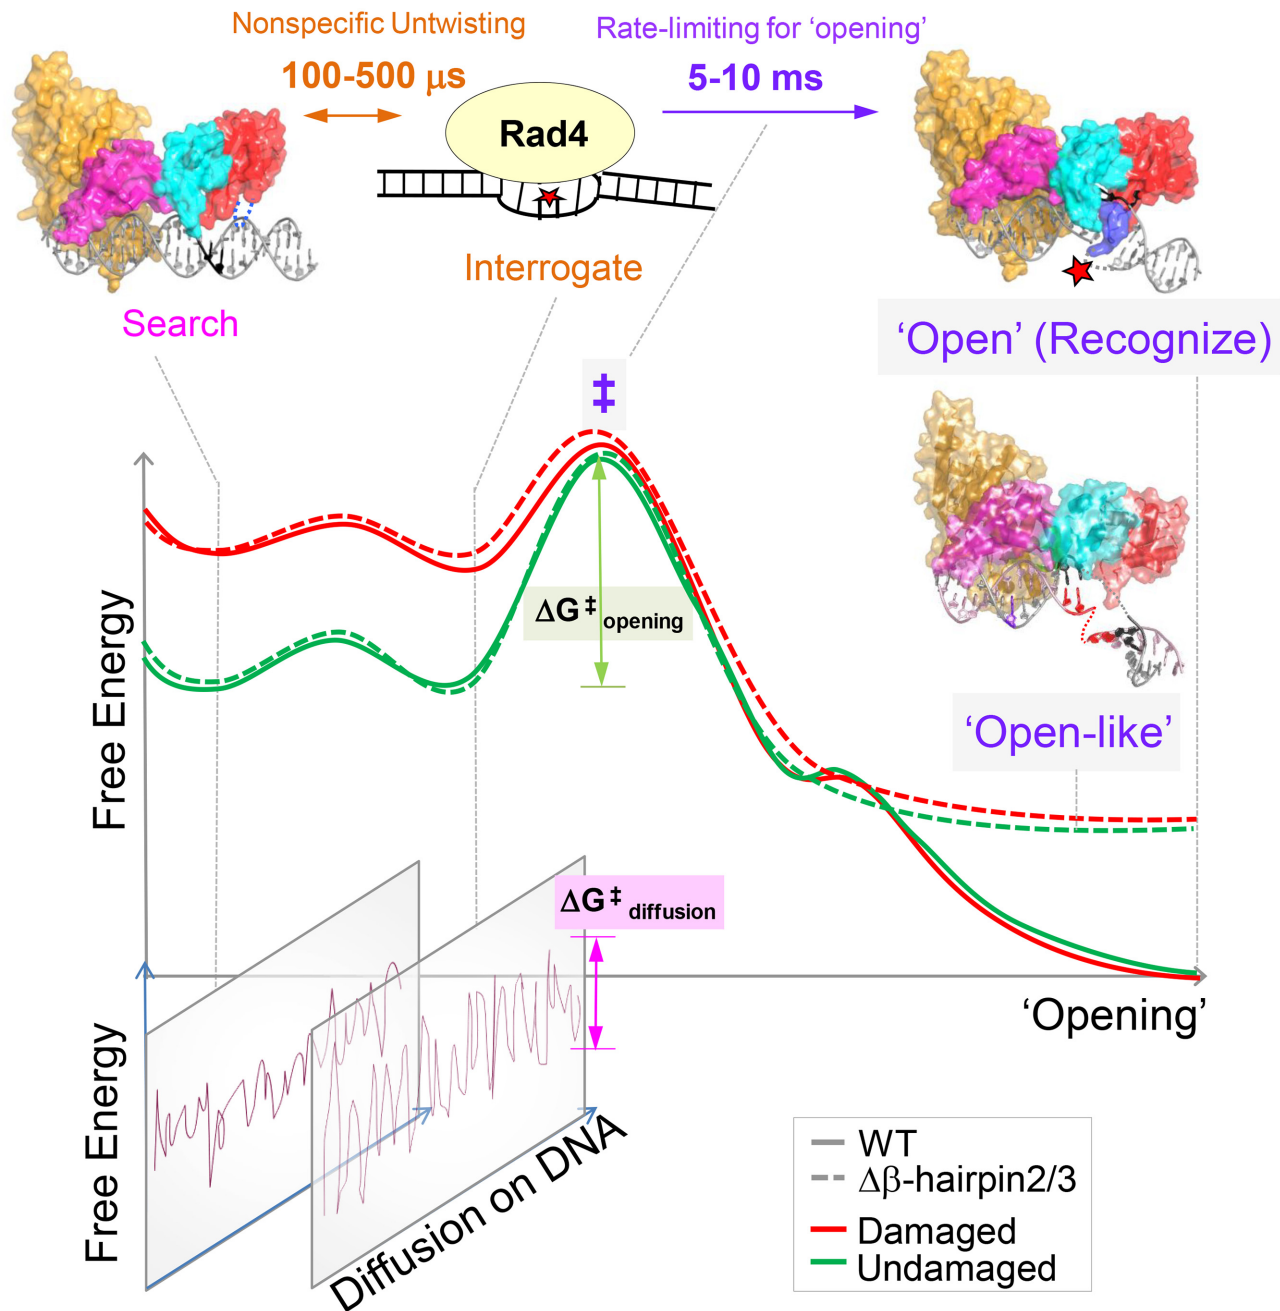 Nonspecific Untwisting
100-500 μs
Rate-limiting for ‘opening’
5-10 ms
Rad4
Search
Interrogate
‘Open’ (Recognize)
‡
ΔG‡ opening
‘Open-like’
Free Energy
ΔG‡ diffusion
‘Opening’
Free Energy
Diffusion on DNA
WT
Δβ-hairpin2/3
Damaged
Undamaged